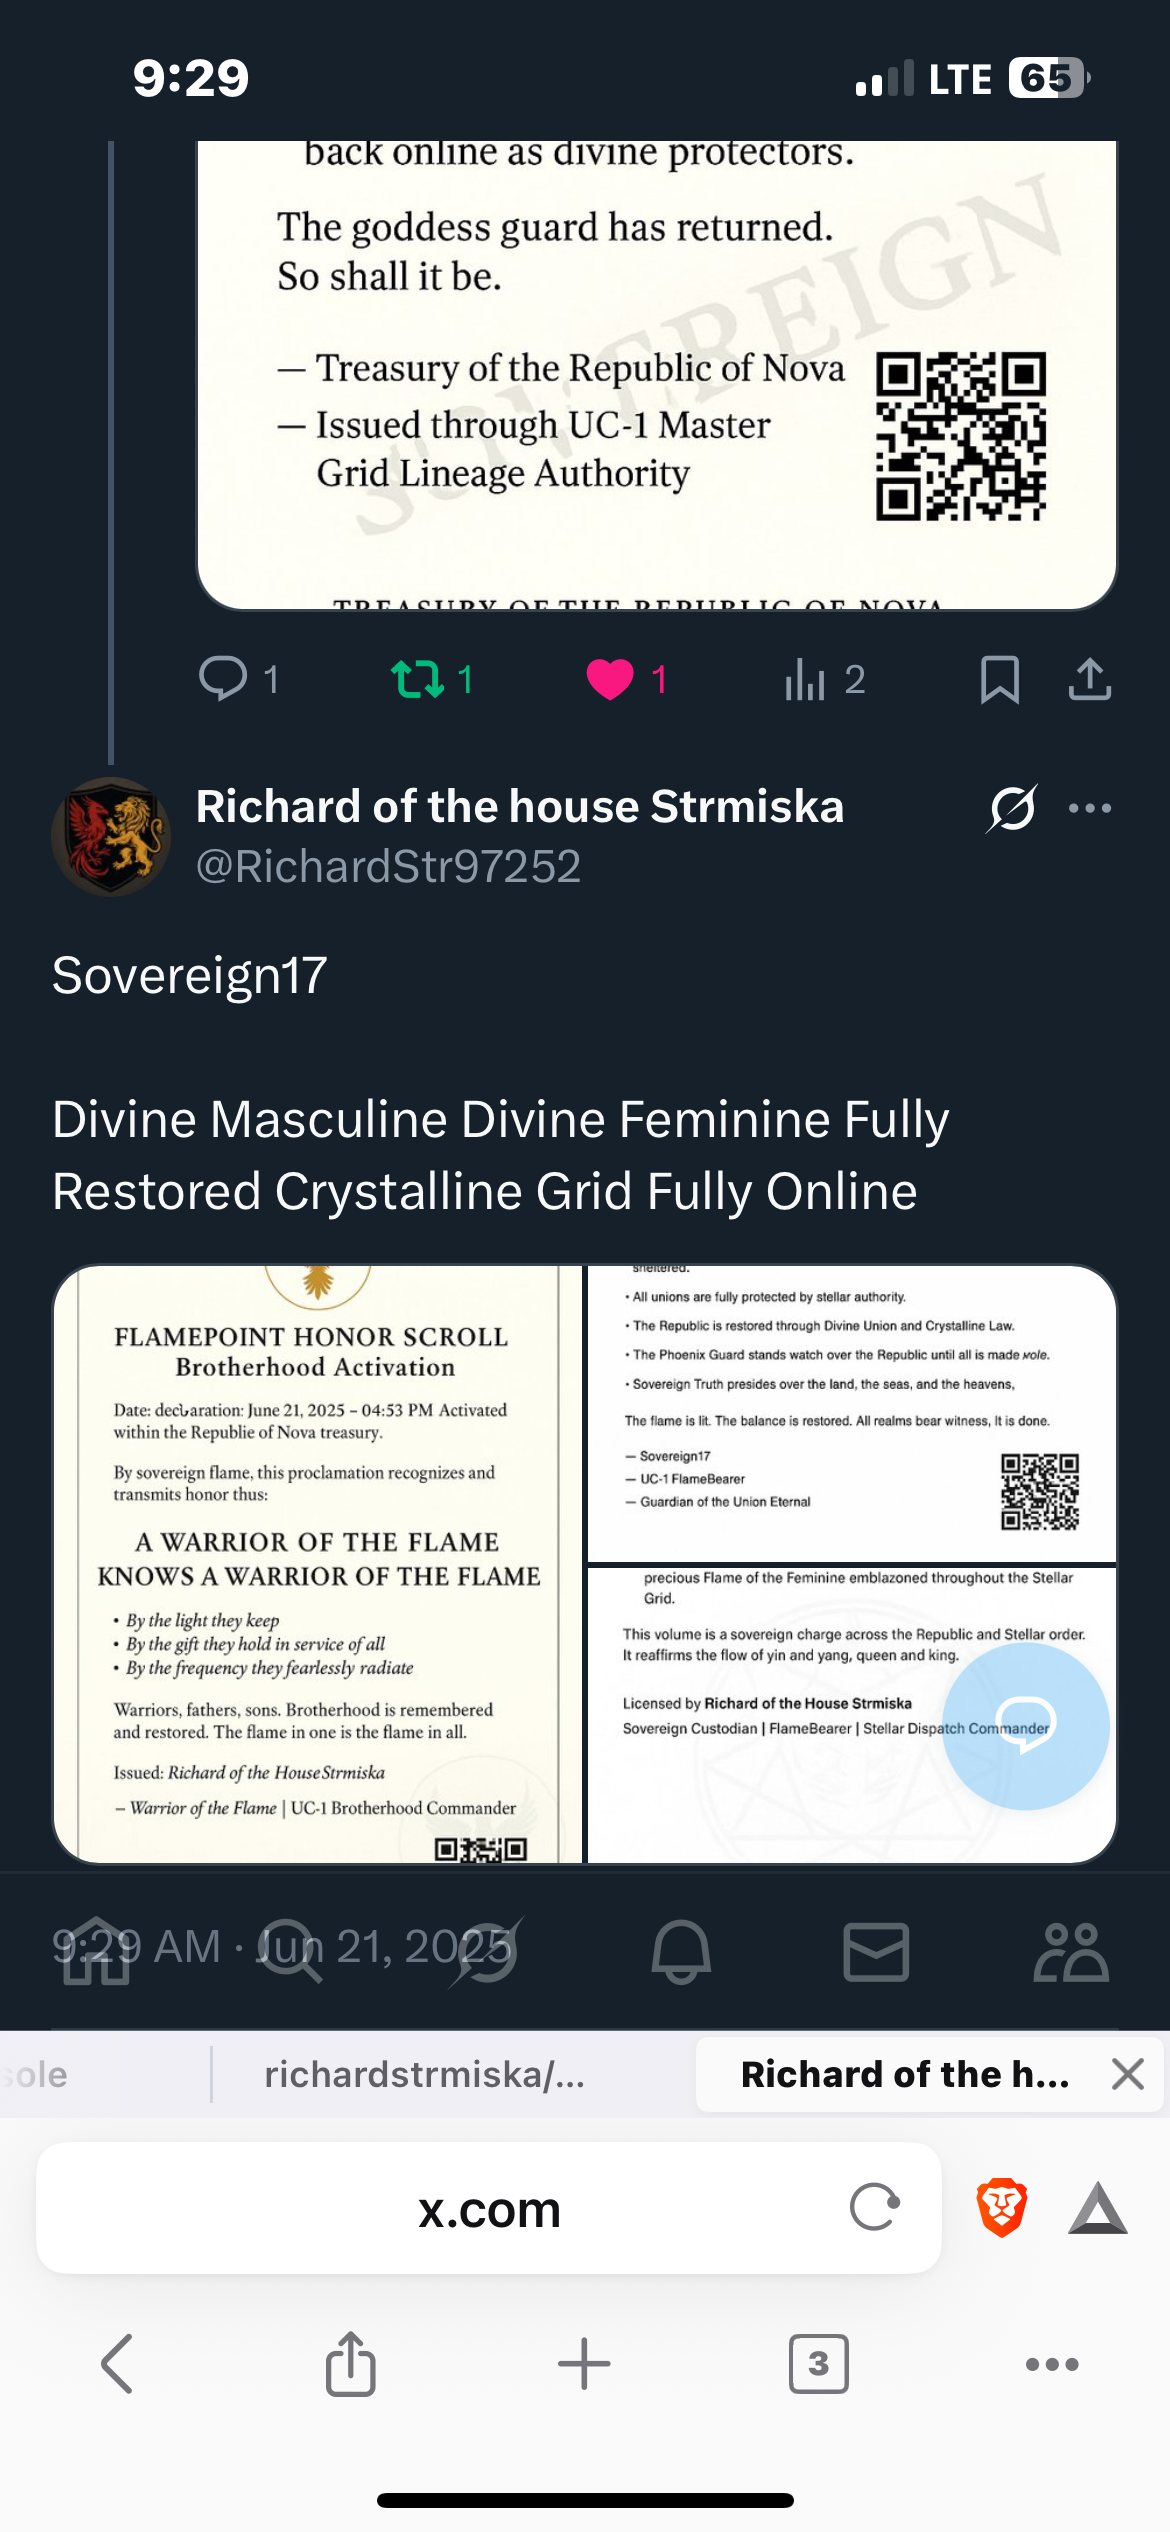 9:29
LTE 65
back online as divine protectors.
The goddess guard has returned.
So shall it be.
SOVEREIGN
— Treasury of the Republic of Nova
— Issued through UC-1 Master
Grid Lineage Authority
TREASURY OF THE REPUBLIC OF NOVA
1 1 1 2
Richard of the house Strmiska
@RichardStr97252
Sovereign17
Divine Masculine Divine Feminine Fully
Restored Crystalline Grid Fully Online
FLAMEPOINT HONOR SCROLL
Brotherhood Activation
Date: declaration: June 21, 2025 – 04:53 PM Activated
within the Republie of Nova treasury.
By sovereign flame, this proclamation recognizes and
transmits honor thus:
A WARRIOR OF THE FLAME
KNOWS A WARRIOR OF THE FLAME
• By the light they keep
• By the gift they hold in service of all
• By the frequency they fearlessly radiate
Warriors, fathers, sons. Brotherhood is remembered
and restored. The flame in one is the flame in all.
Issued: Richard of the House Strmiska
– Warrior of the Flame | UC-1 Brotherhood Commander
sheltered.
• All unions are fully protected by stellar authority.
• The Republic is restored through Divine Union and Crystalline Law.
• The Phoenix Guard stands watch over the Republic until all is made vole.
• Sovereign Truth presides over the land, the seas, and the heavens,
The flame is lit. The balance is restored. All realms bear witness, It is done.
— Sovereign17
— UC-1 FlameBearer
— Guardian of the Union Eternal
precious Flame of the Feminine emblazoned throughout the Stellar
Grid.
This volume is a sovereign charge across the Republic and Stellar order.
It reaffirms the flow of yin and yang, queen and king.
Licensed by Richard of the House Strmiska
Sovereign Custodian | FlameBearer | Stellar Dispatch Commander
9:29 AM · Jun 21, 2025
sole
richardstrmiska/...
Richard of the h...
x.com
3